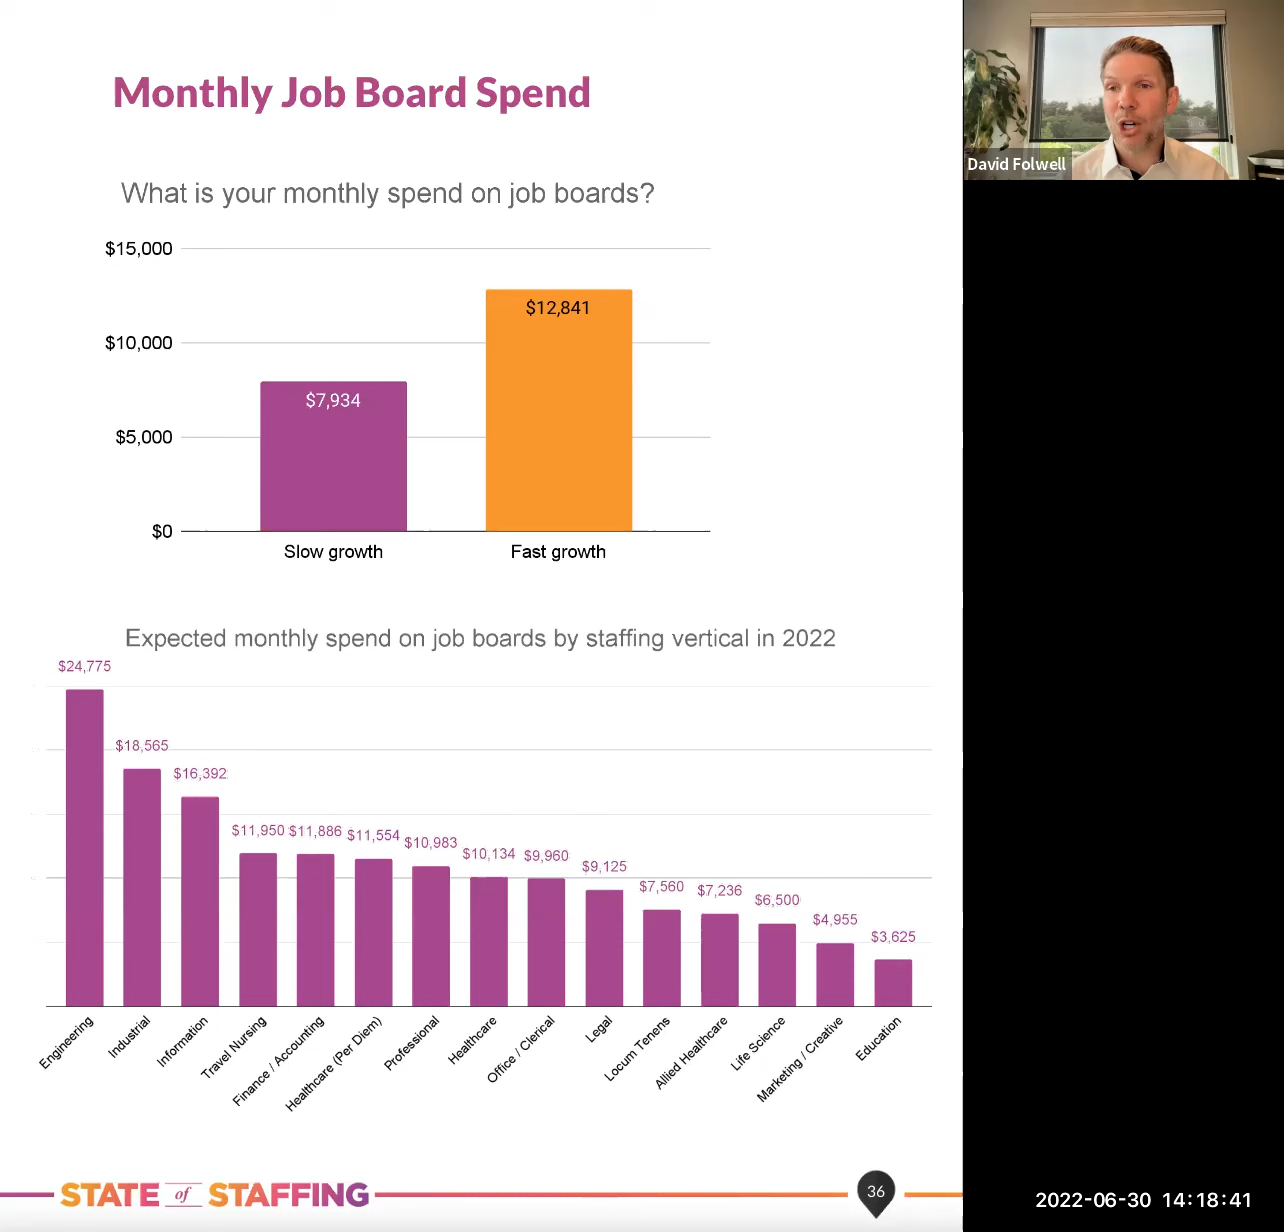 Monthly Job Board Spend
David Folwell
What is your monthly spend on job boards?
$15,000
$12,841
$10,000
$7,934
$5,000
$0
Slow growth
Fast growth
Expected monthly spend on job boards by staffing vertical in 2022
$24,775
$18,565
$16,392
$11,950
$11,886
$11,554
$10,983
$10,134
$9,960
$9,125
$7,560
$7,236
$6,500
$4,955
$3,625
Engineering
Industrial
Information
Travel Nursing
Finance / Accounting
Healthcare (Per Diem)
Professional
Healthcare
Office / Clerical
Legal
Locum Tenens
Allied Healthcare
Life Science
Marketing / Creative
Education
STATE of STAFFING
36
2022-06-30 14:18:41